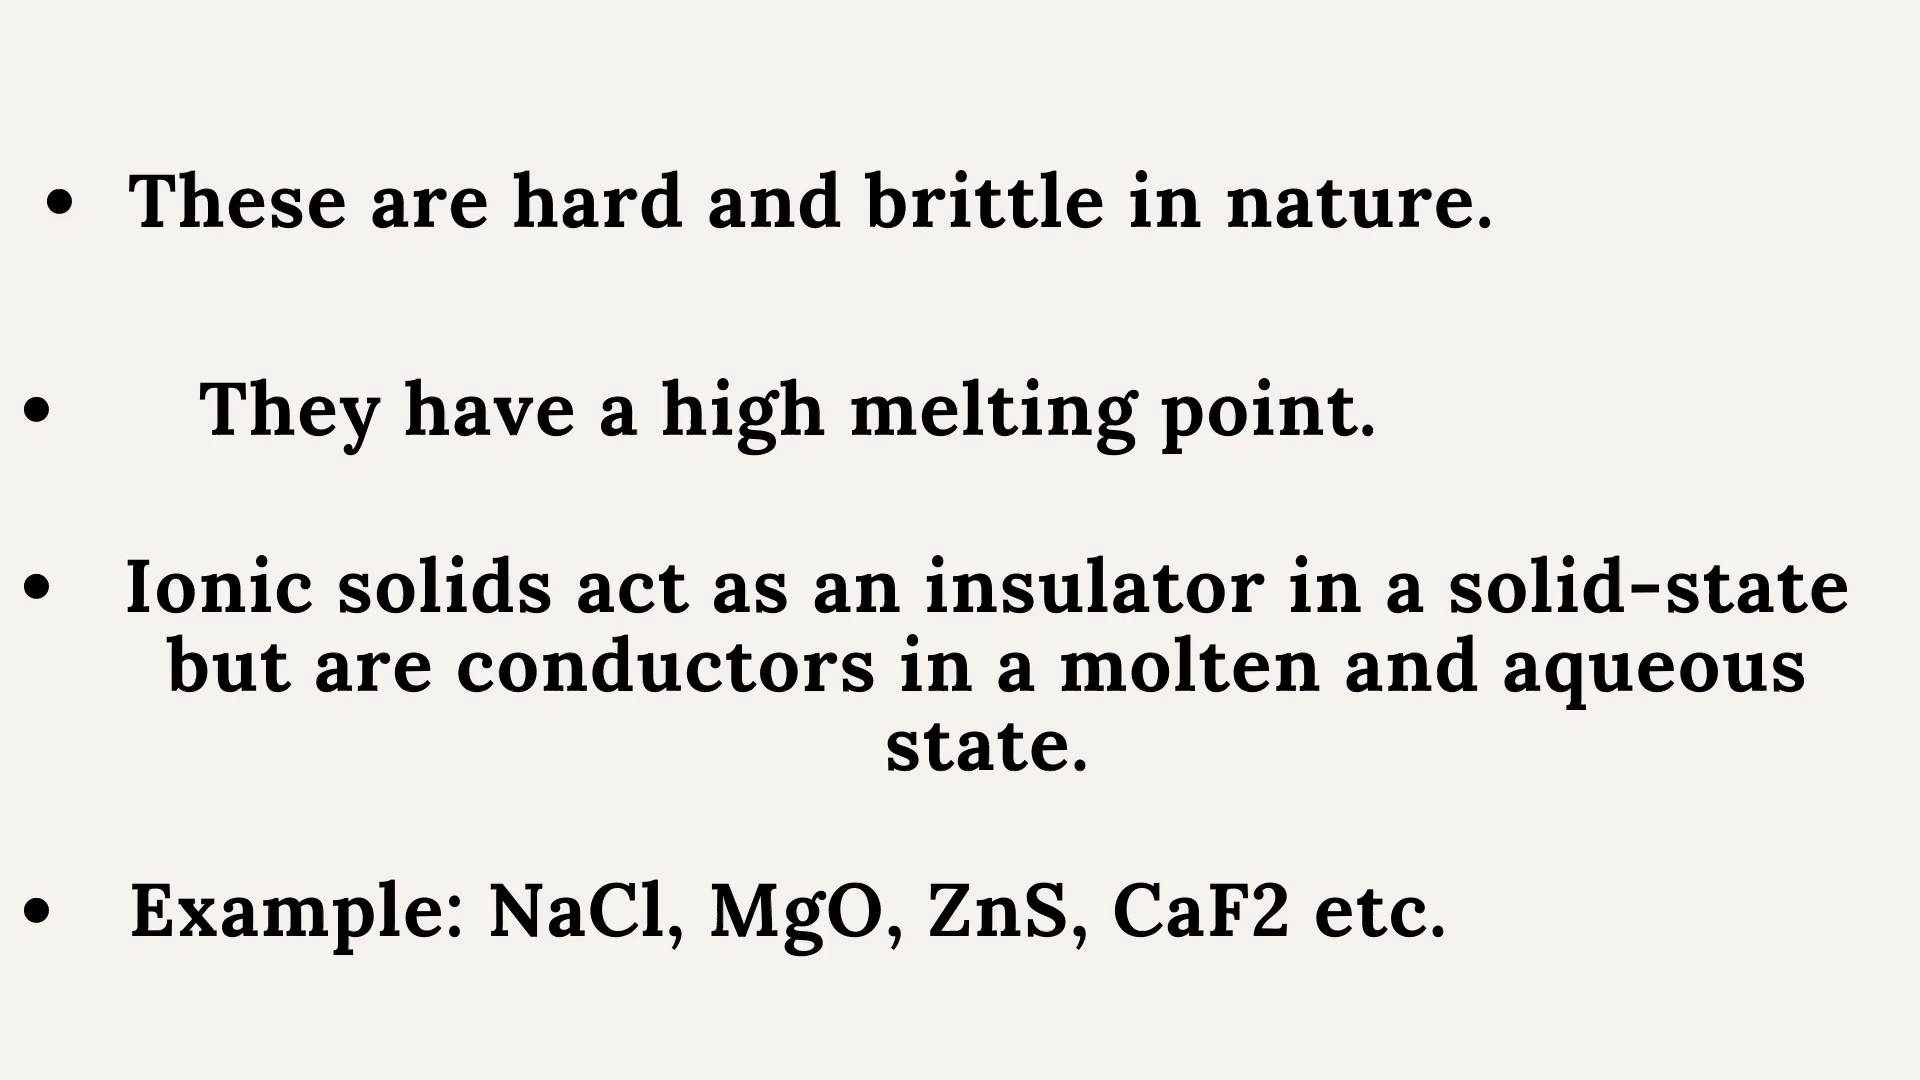 • These are hard and brittle in nature.
• They have a high melting point.
• Ionic solids act as an insulator in a solid-state
but are conductors in a molten and aqueous
state.
• Example: NaCl, MgO, ZnS, CaF2 etc.